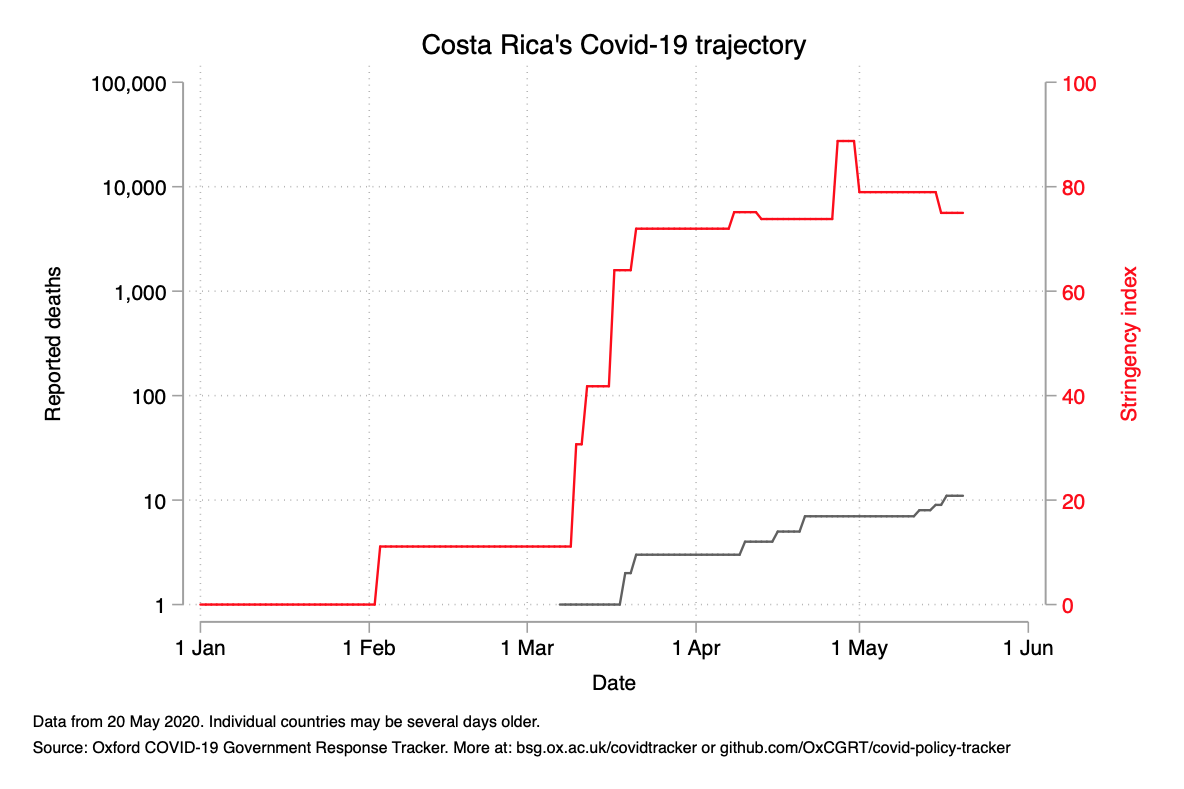 Costa Rica's Covid-19 trajectory
100,000
10,000
1,000
100
10
1
Reported deaths
100
80
60
40
20
0
Stringency index
1 Jan
1 Feb
1 Mar
1 Apr
1 May
1 Jun
Date
Data from 20 May 2020. Individual countries may be several days older.
Source: Oxford COVID-19 Government Response Tracker. More at: bsg.ox.ac.uk/covidtracker or github.com/OxCGRT/covid-policy-tracker